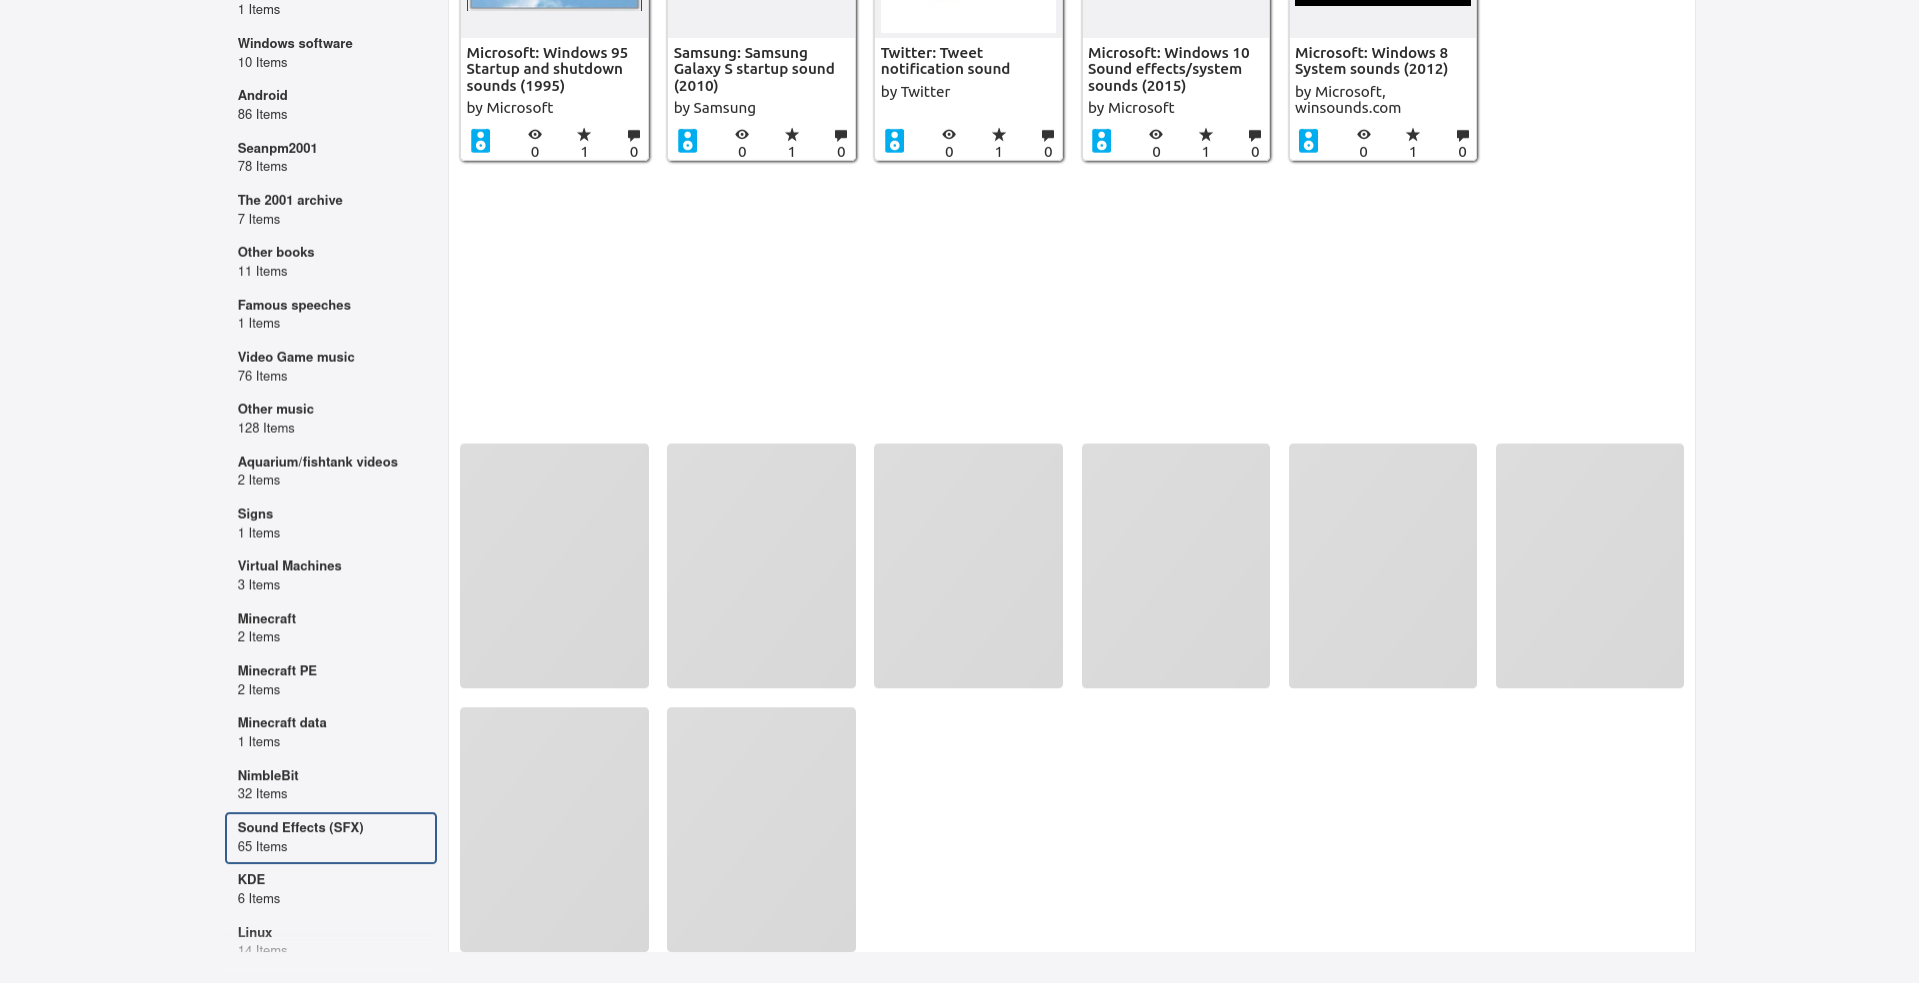 1 Items
Windows software
10 Items
Android
86 Items
Seanpm2001
78 Items
The 2001 archive
7 Items
Other books
11 Items
Famous speeches
1 Items
Video Game music
76 Items
Other music
128 Items
Aquarium/fishtank videos
2 Items
Signs
1 Items
Virtual Machines
3 Items
Minecraft
2 Items
Minecraft PE
2 Items
Minecraft data
1 Items
NimbleBit
32 Items
Sound Effects (SFX)
65 Items
KDE
6 Items
Linux
14 Items
Microsoft: Windows 95
Startup and shutdown
sounds (1995)
by Microsoft
0 1 0
Samsung: Samsung
Galaxy S startup sound
(2010)
by Samsung
0 1 0
Twitter: Tweet
notification sound
by Twitter
0 1 0
Microsoft: Windows 10
Sound effects/system
sounds (2015)
by Microsoft
0 1 0
Microsoft: Windows 8
System sounds (2012)
by Microsoft,
winsounds.com
0 1 0